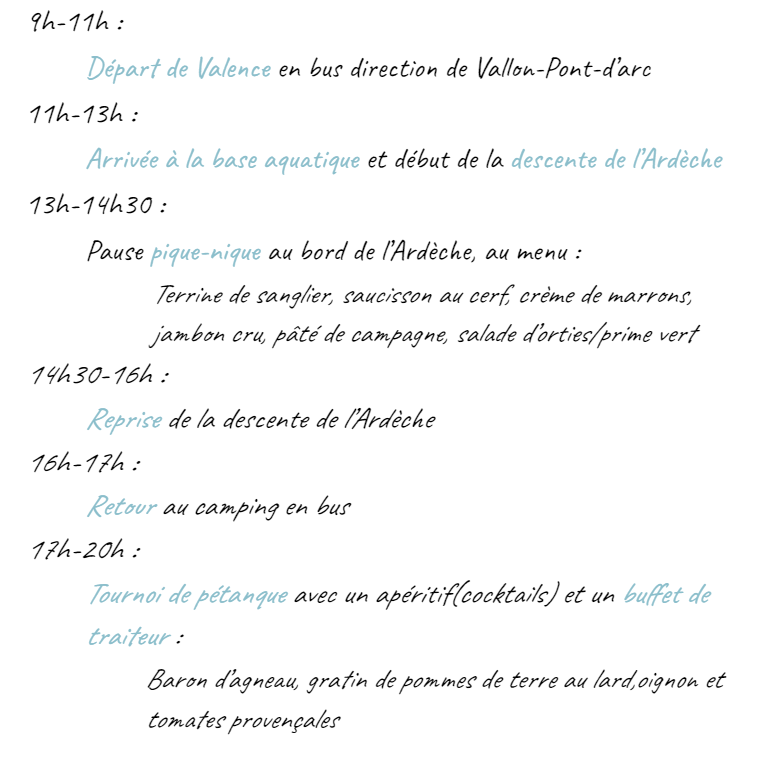 9h-11h :
Départ de Valence en bus direction de Vallon-Pont-d'arc
11h-13h :
Arrivée à la base aquatique et début de la descente de l'Ardèche
13h-14h30 :
Pause pique-nique au bord de l'Ardèche, au menu :
Terrine de sanglier, saucisson au cerf, crème de marrons,
jambon cru, pâté de campagne, salade d'orties/prime vert
14h30-16h :
Reprise de la descente de l'Ardèche
16h-17h :
Retour au camping en bus
17h-20h :
Tournoi de pétanque avec un apéritif(cocktails) et un buffet de
traiteur :
Baron d'agneau, gratin de pommes de terre au lard,oignon et
tomates provençales